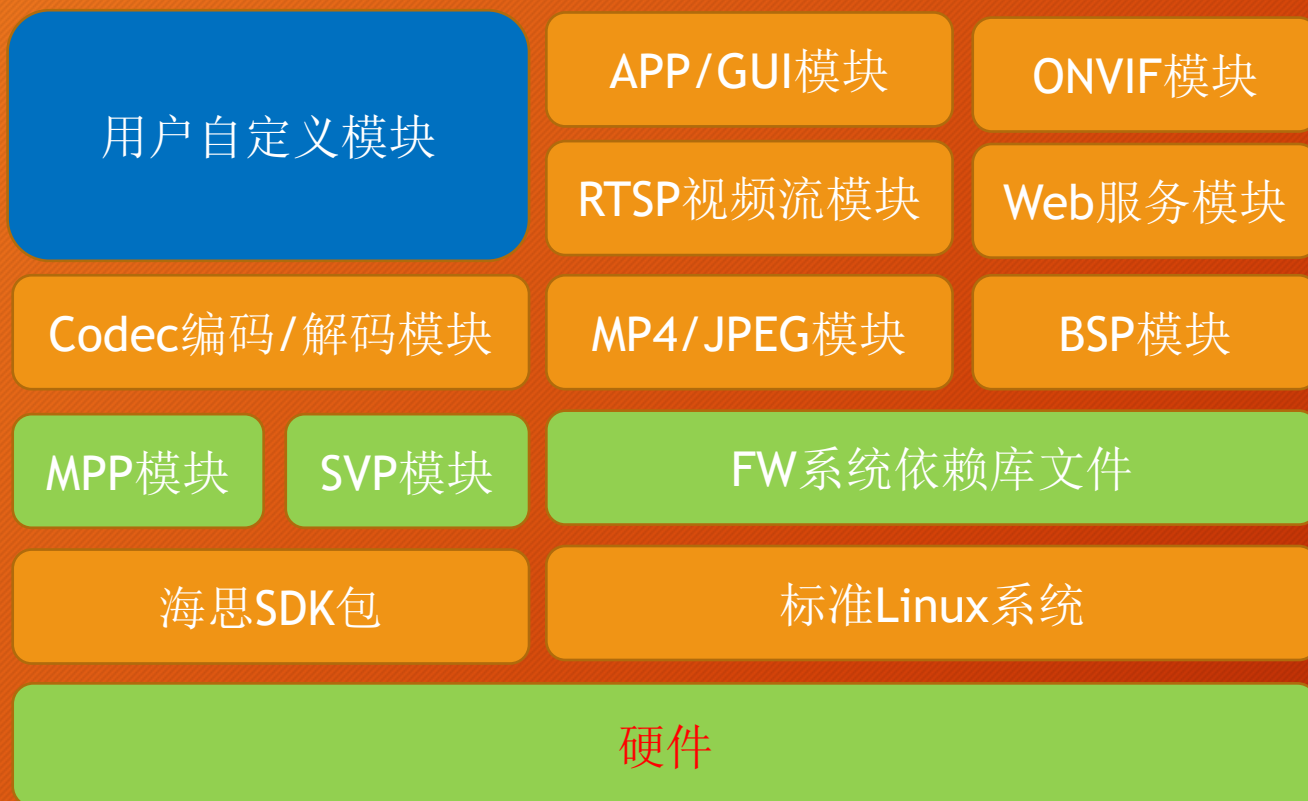 用户自定义模块
APP/GUI模块
ONVIF模块
RTSP视频流模块
Web服务模块
Codec编码/解码模块
MP4/JPEG模块
BSP模块
MPP模块
SVP模块
FW系统依赖库文件
海思SDK包
标准Linux系统
硬件